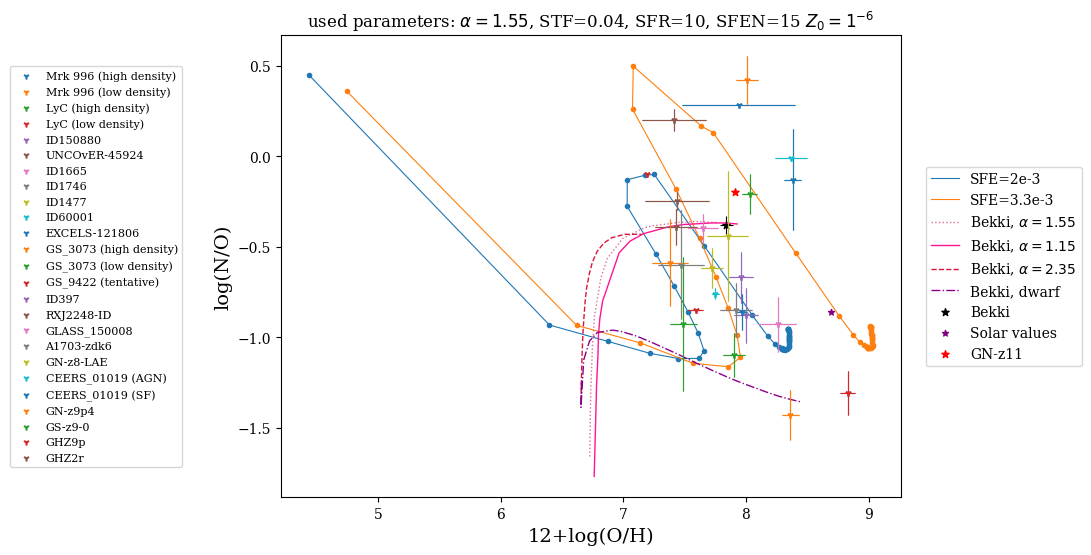 used parameters: α = 1.55, STF=0.04, SFR=10, SFEN=15 Z₀ = 1⁻⁶
Mrk 996 (high density)
Mrk 996 (low density)
LyC (high density)
LyC (low density)
ID150880
UNCOvER-45924
ID1665
ID1746
ID1477
ID60001
EXCELS-121806
GS_3073 (high density)
GS_3073 (low density)
GS_9422 (tentative)
ID397
RXJ2248-ID
GLASS_150008
A1703-zdk6
GN-z8-LAE
CEERS_01019 (AGN)
CEERS_01019 (SF)
GN-z9p4
GS-z9-0
GHZ9p
GHZ2r
log(N/O)
0.5
0.0
−0.5
−1.0
−1.5
5
6
7
8
9
12+log(O/H)
SFE=2e-3
SFE=3.3e-3
Bekki, α = 1.55
Bekki, α = 1.15
Bekki, α = 2.35
Bekki, dwarf
Bekki
Solar values
GN-z11